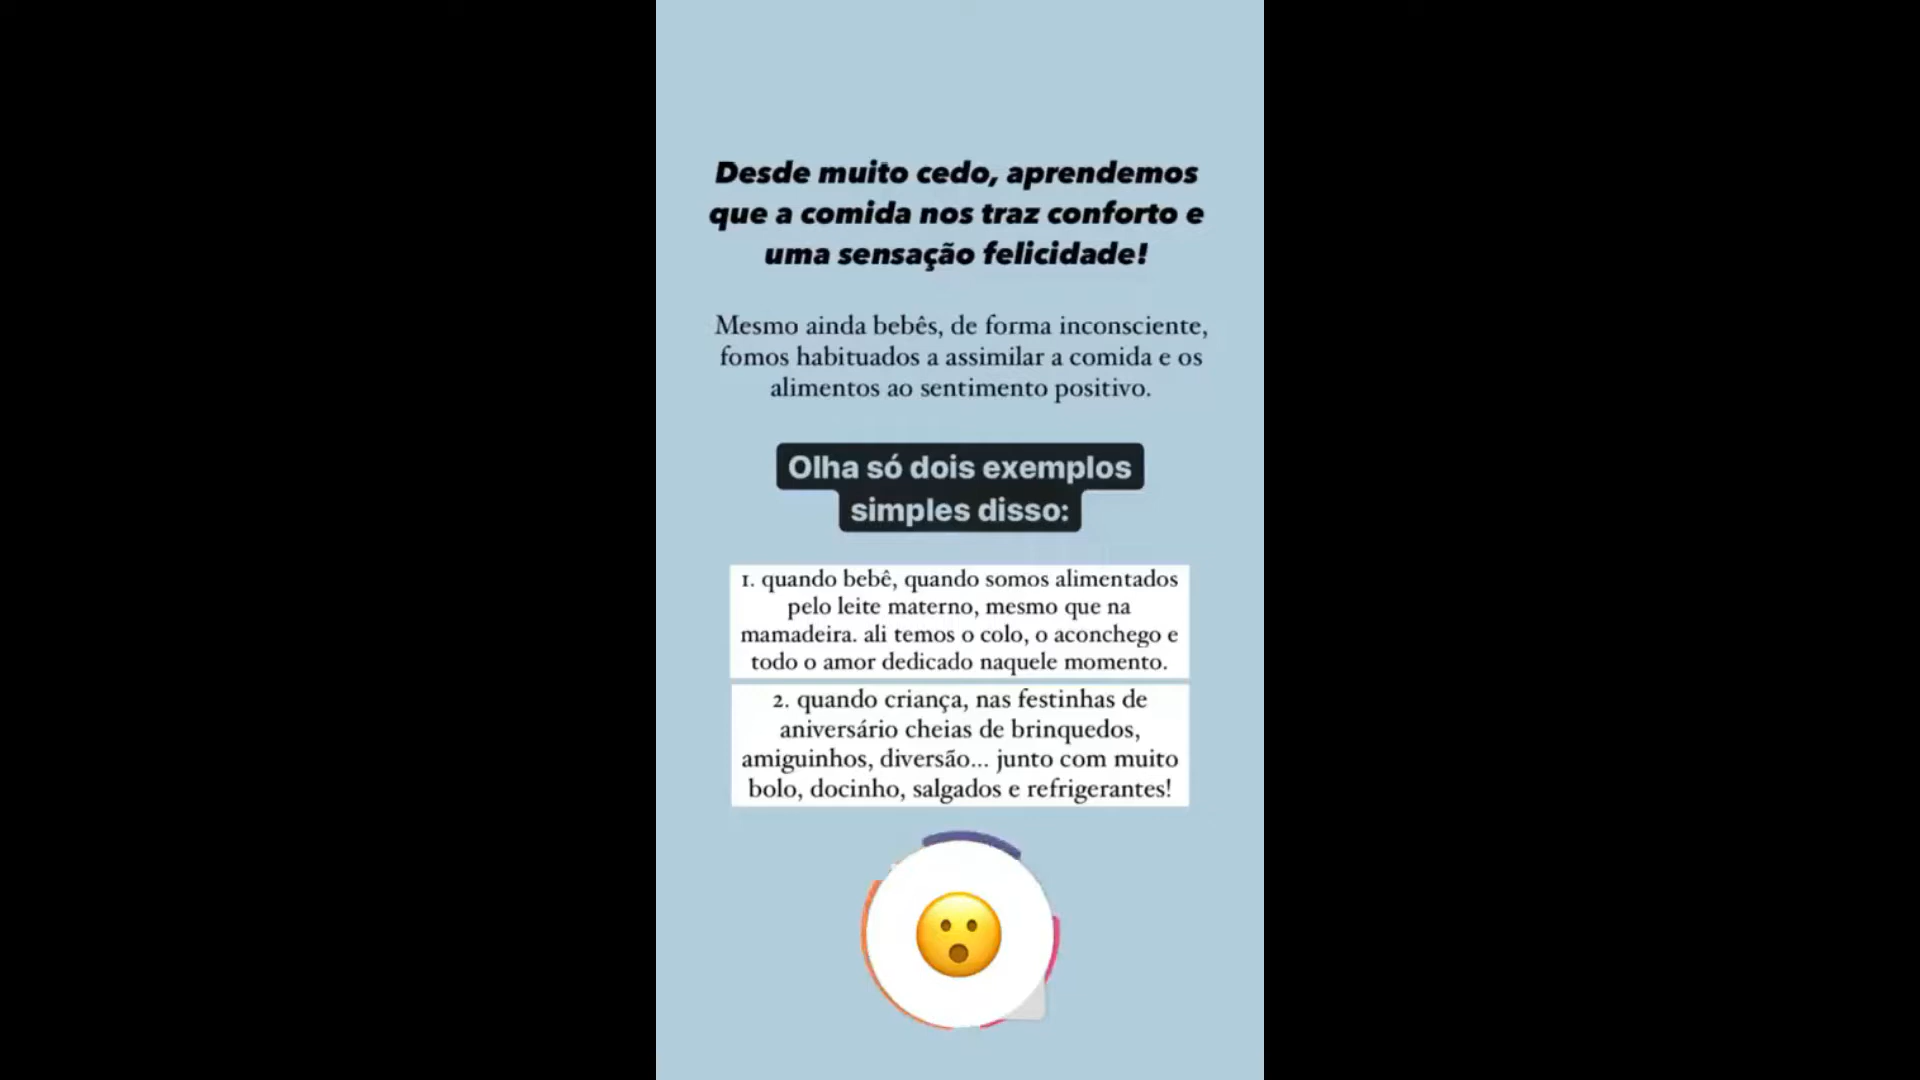 Desde muito cedo, aprendemos
que a comida nos traz conforto e
uma sensação felicidade!
Mesmo ainda bebês, de forma inconsciente,
fomos habituados a assimilar a comida e os
alimentos ao sentimento positivo.
Olha só dois exemplos
simples disso:
1. quando bebê, quando somos alimentados
pelo leite materno, mesmo que na
mamadeira. ali temos o colo, o aconchego e
todo o amor dedicado naquele momento.
2. quando criança, nas festinhas de
aniversário cheias de brinquedos,
amiguinhos, diversão... junto com muito
bolo, docinho, salgados e refrigerantes!